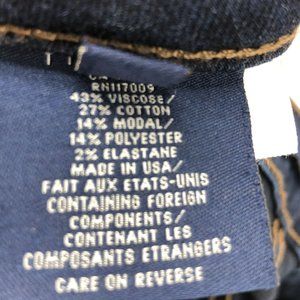 RN117009
43% VISCOSE/
27% COTTON
14% MODAL/
14% POLYESTER
2% ELASTANE
MADE IN USA/
FAIT AUX ETATS-UNIS
CONTAINING FOREIGN
COMPONENTS/
CONTENANT LES
COMPOSANTS ETRANGERS
CARE ON REVERSE